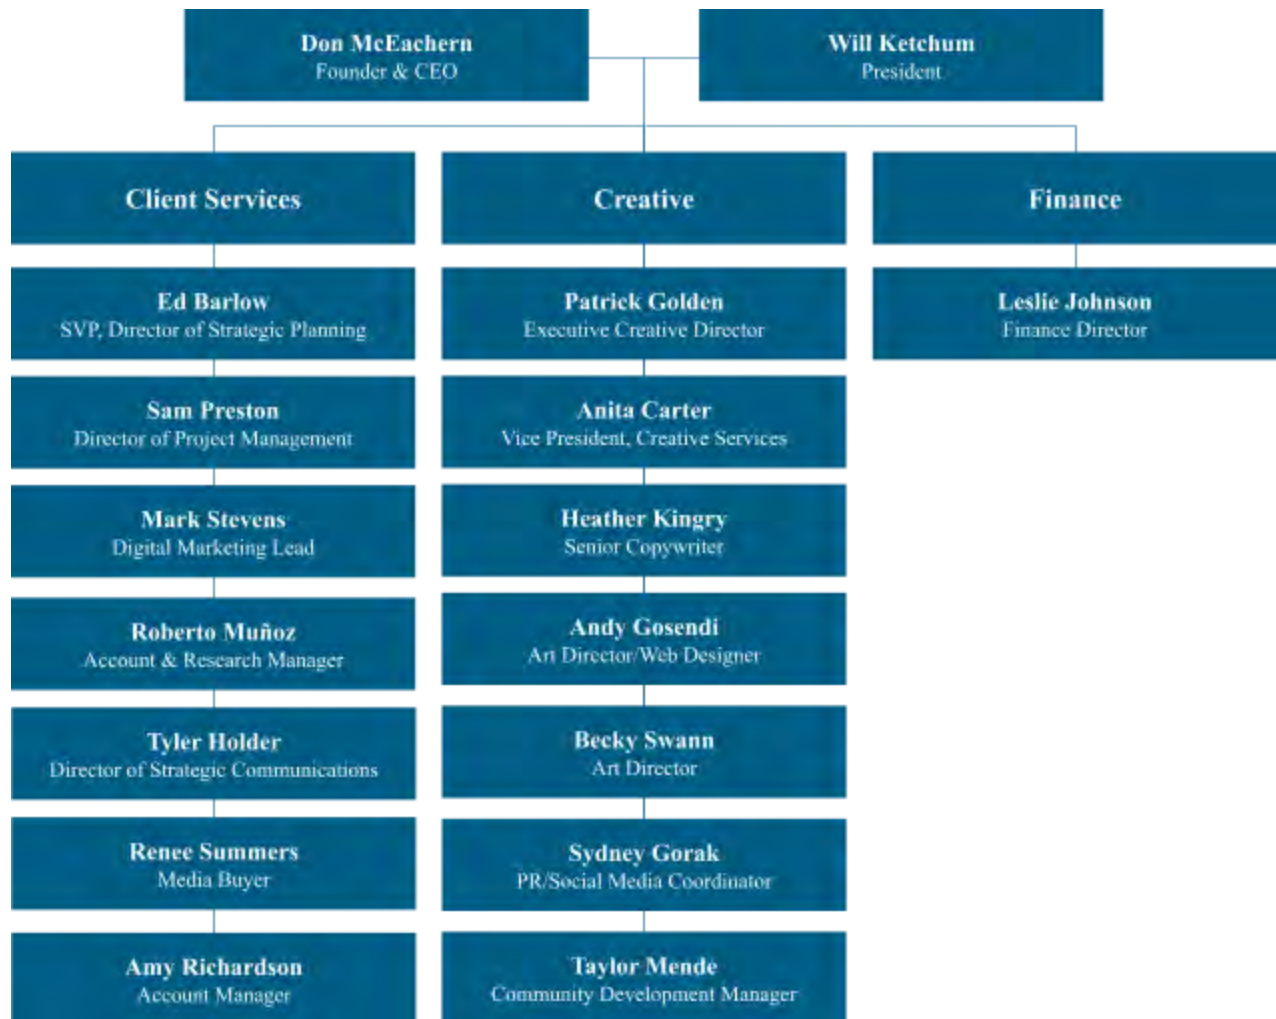 Don McEachern
Founder & CEO
Will Ketchum
President
Client Services
Ed Barlow
SVP, Director of Strategic Planning
Sam Preston
Director of Project Management
Mark Stevens
Digital Marketing Lead
Roberto Muñoz
Account & Research Manager
Tyler Holder
Director of Strategic Communications
Renee Summers
Media Buyer
Amy Richardson
Account Manager
Creative
Patrick Golden
Executive Creative Director
Anita Carter
Vice President, Creative Services
Heather Kingry
Senior Copywriter
Andy Gosendi
Art Director/Web Designer
Becky Swann
Art Director
Sydney Gorak
PR/Social Media Coordinator
Taylor Mende
Community Development Manager
Finance
Leslie Johnson
Finance Director